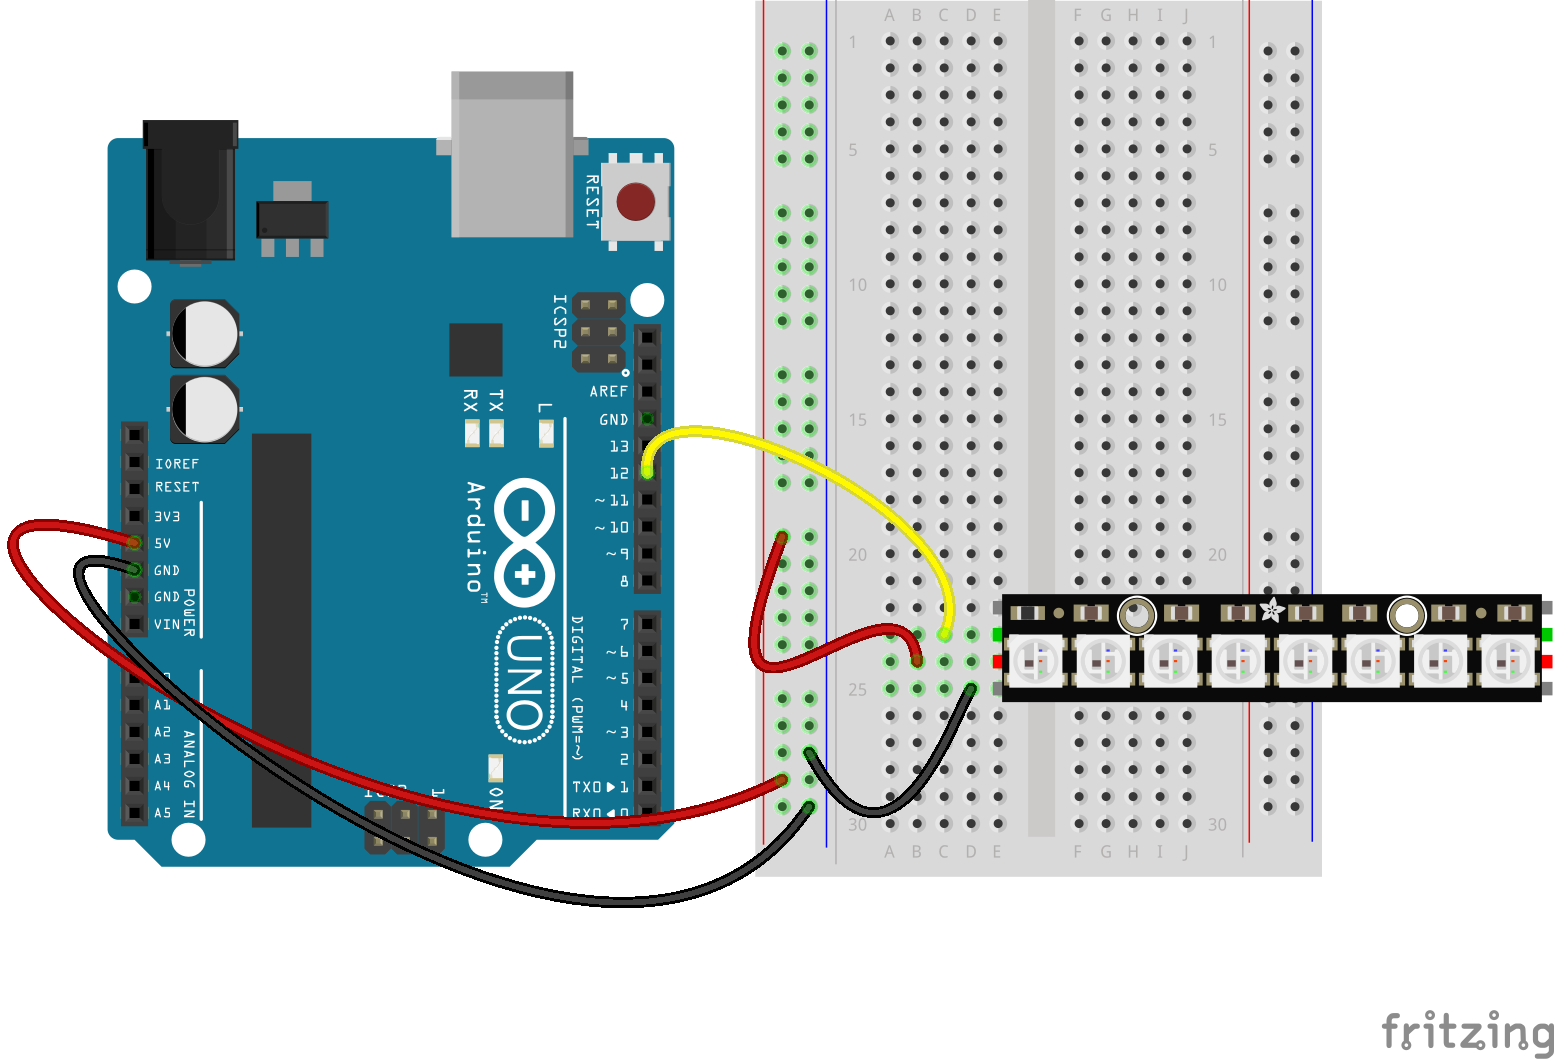 A B C D E F G H I J
1 1
5 5
10 10
15 15
20 20
25
30 30
A B C D E F G H I J
RESET
ICSP2
AREF
GND
13
12
~11
~10
~9
8
7
~6
~5
4
~3
2
TX0▶1
RX0◀0
RX
TX
L
Arduino™
UNO
DIGITAL (PWM=~)
IOREF
RESET
3V3
5V
GND
GND
VIN
POWER
A1
A2
A3
A4
A5
ANALOG IN
1
ON
fritzing